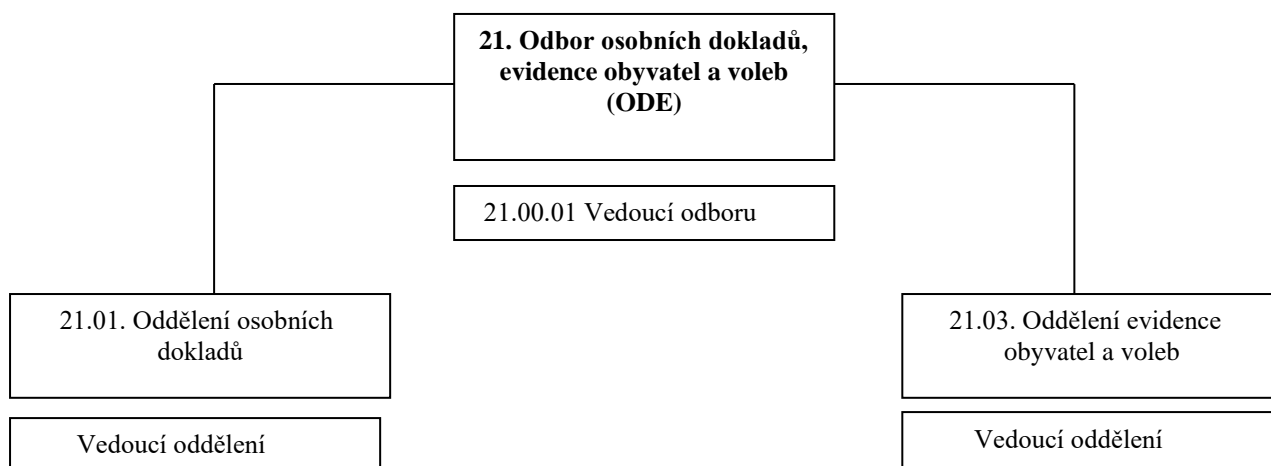 21. Odbor osobních dokladů,
evidence obyvatel a voleb
(ODE)
21.00.01 Vedoucí odboru
21.01. Oddělení osobních
dokladů
Vedoucí oddělení
21.03. Oddělení evidence
obyvatel a voleb
Vedoucí oddělení